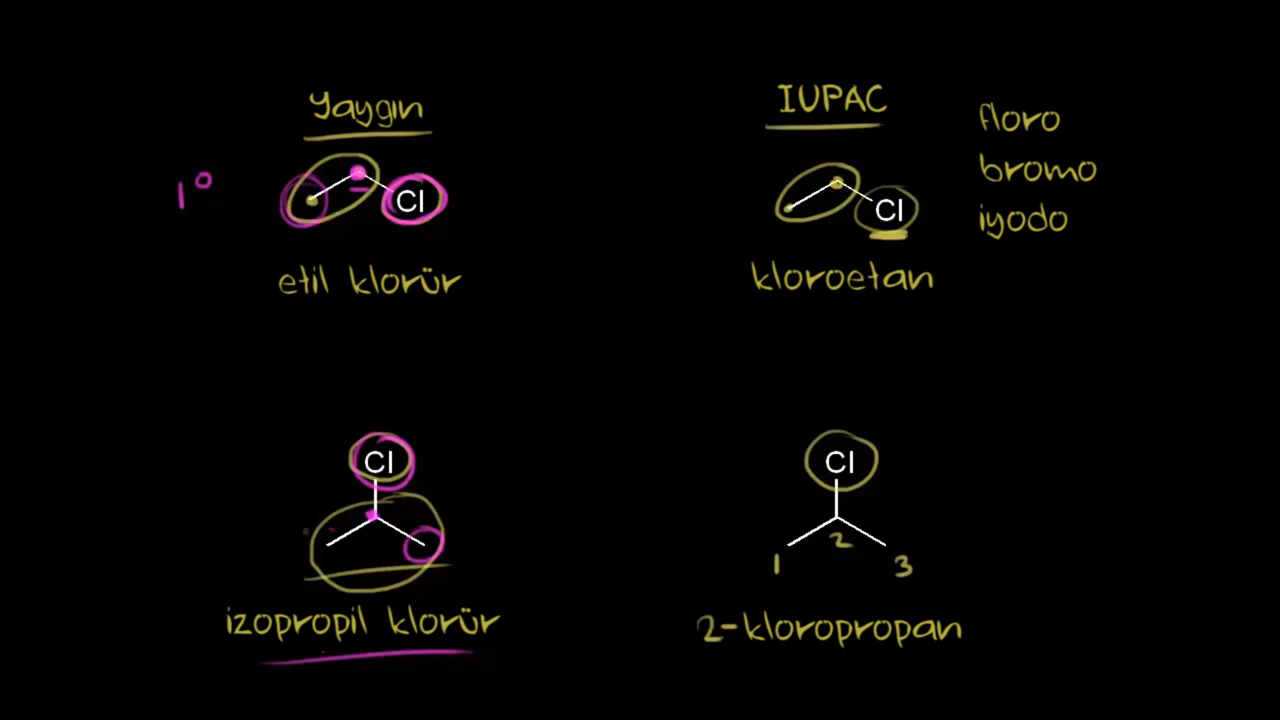 Yaygın
1°
Cl
etil klorür
IUPAC
Cl
floro
bromo
iyodo
kloroetan
Cl
izopropil klorür
Cl
1
2
3
2-kloropropan